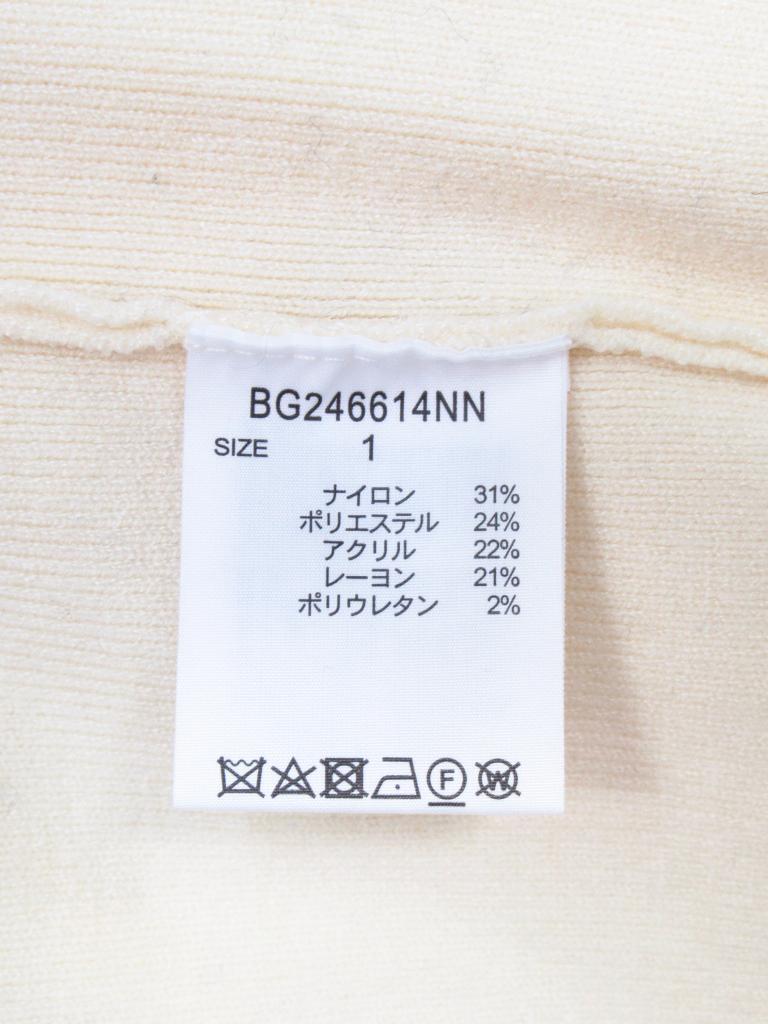 BG246614NN
SIZE 1
ナイロン 31%
ポリエステル 24%
アクリル 22%
レーヨン 21%
ポリウレタン 2%
F W